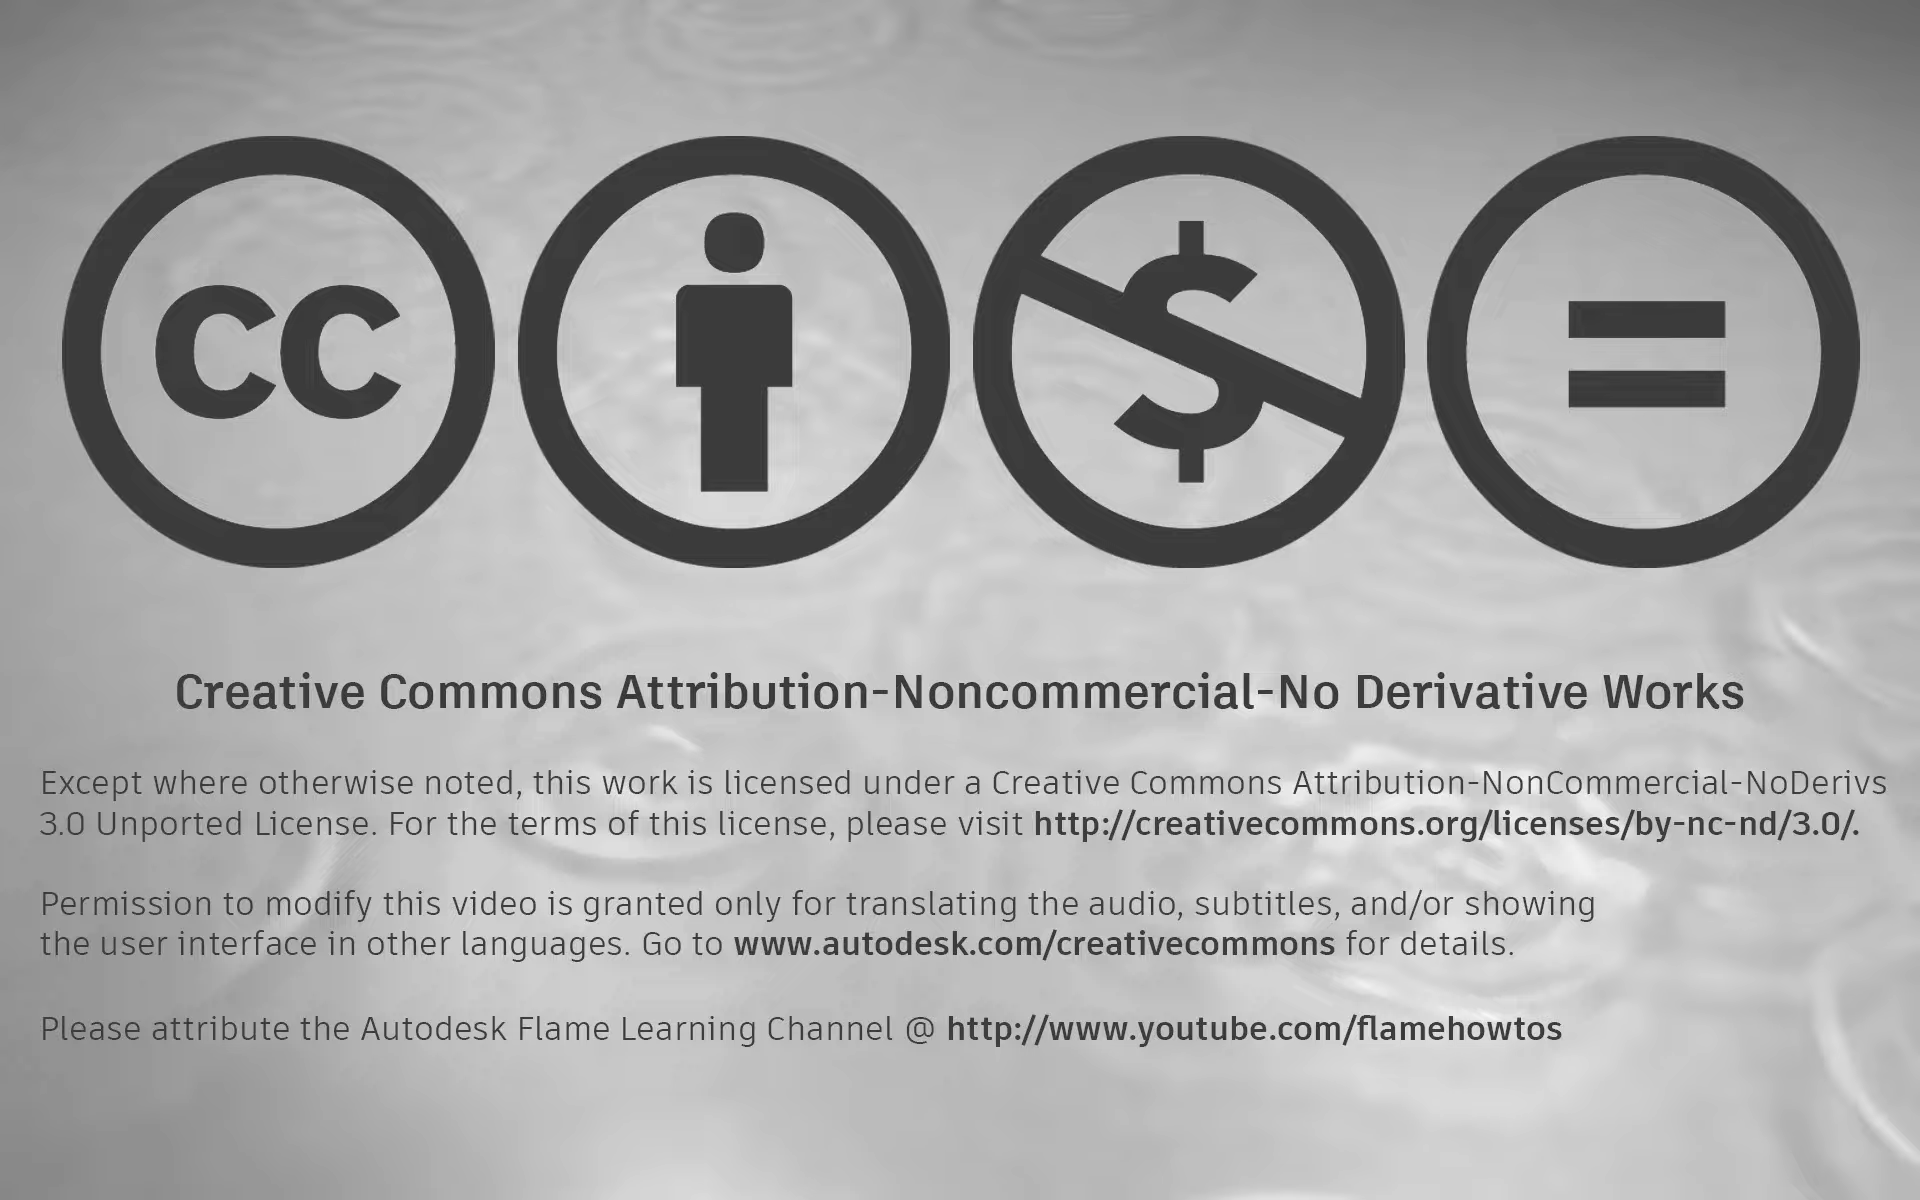 cc
$
=
Creative Commons Attribution-Noncommercial-No Derivative Works
Except where otherwise noted, this work is licensed under a Creative Commons Attribution-NonCommercial-NoDerivs
3.0 Unported License. For the terms of this license, please visit http://creativecommons.org/licenses/by-nc-nd/3.0/.
Permission to modify this video is granted only for translating the audio, subtitles, and/or showing
the user interface in other languages. Go to www.autodesk.com/creativecommons for details.
Please attribute the Autodesk Flame Learning Channel @ http://www.youtube.com/flamehowtos